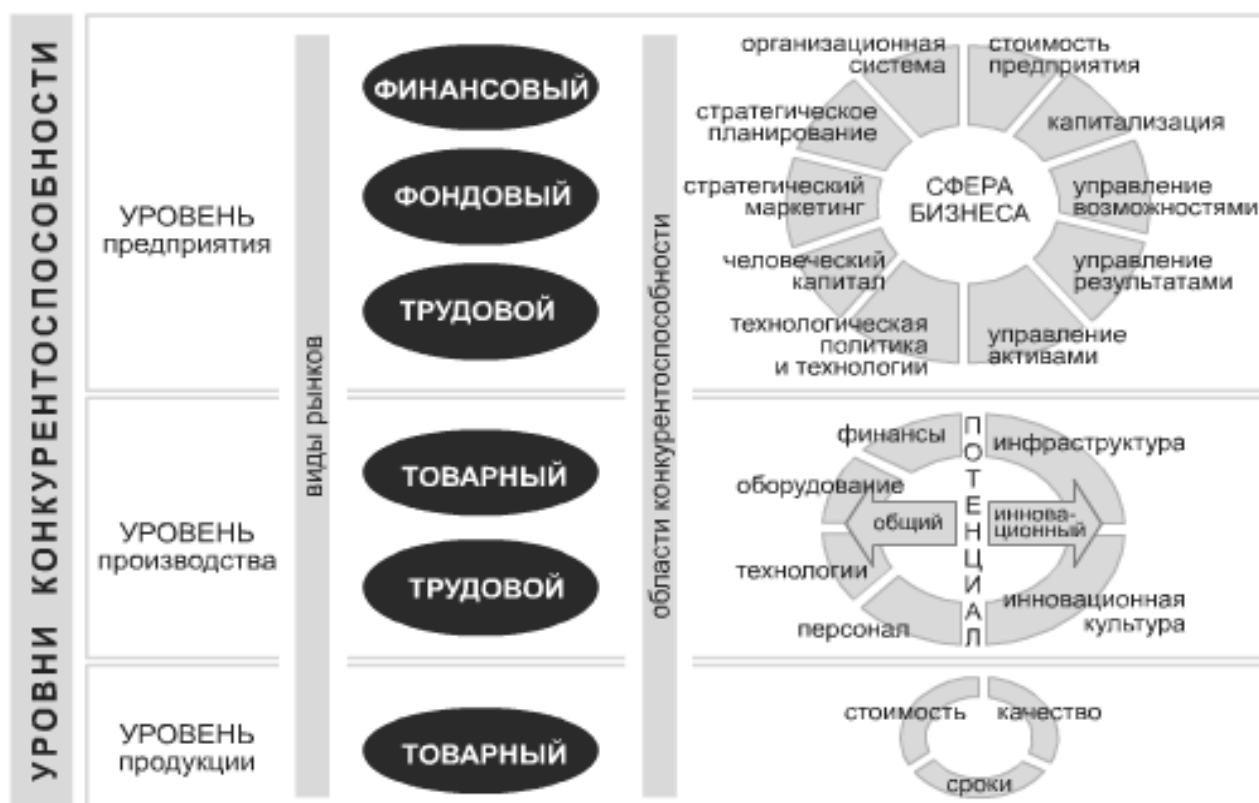 УРОВНИ КОНКУРЕНТОСПОСОБНОСТИ
УРОВЕНЬ
предприятия
виды рынков
ФИНАНСОВЫЙ
ФОНДОВЫЙ
ТРУДОВОЙ
области конкурентоспособности
организационная
система
стоимость
предприятия
стратегическое
планирование
капитализация
стратегический
маркетинг
СФЕРА
БИЗНЕСА
управление
возможностями
человеческий
капитал
управление
результатами
технологическая
политика
и технологии
управление
активами
УРОВЕНЬ
производства
ТОВАРНЫЙ
ТРУДОВОЙ
ПОТЕНЦИАЛ
финансы
инфраструктура
оборудование
общий
иннова-
ционный
технологии
персонал
инновационная
культура
УРОВЕНЬ
продукции
ТОВАРНЫЙ
стоимость
качество
сроки